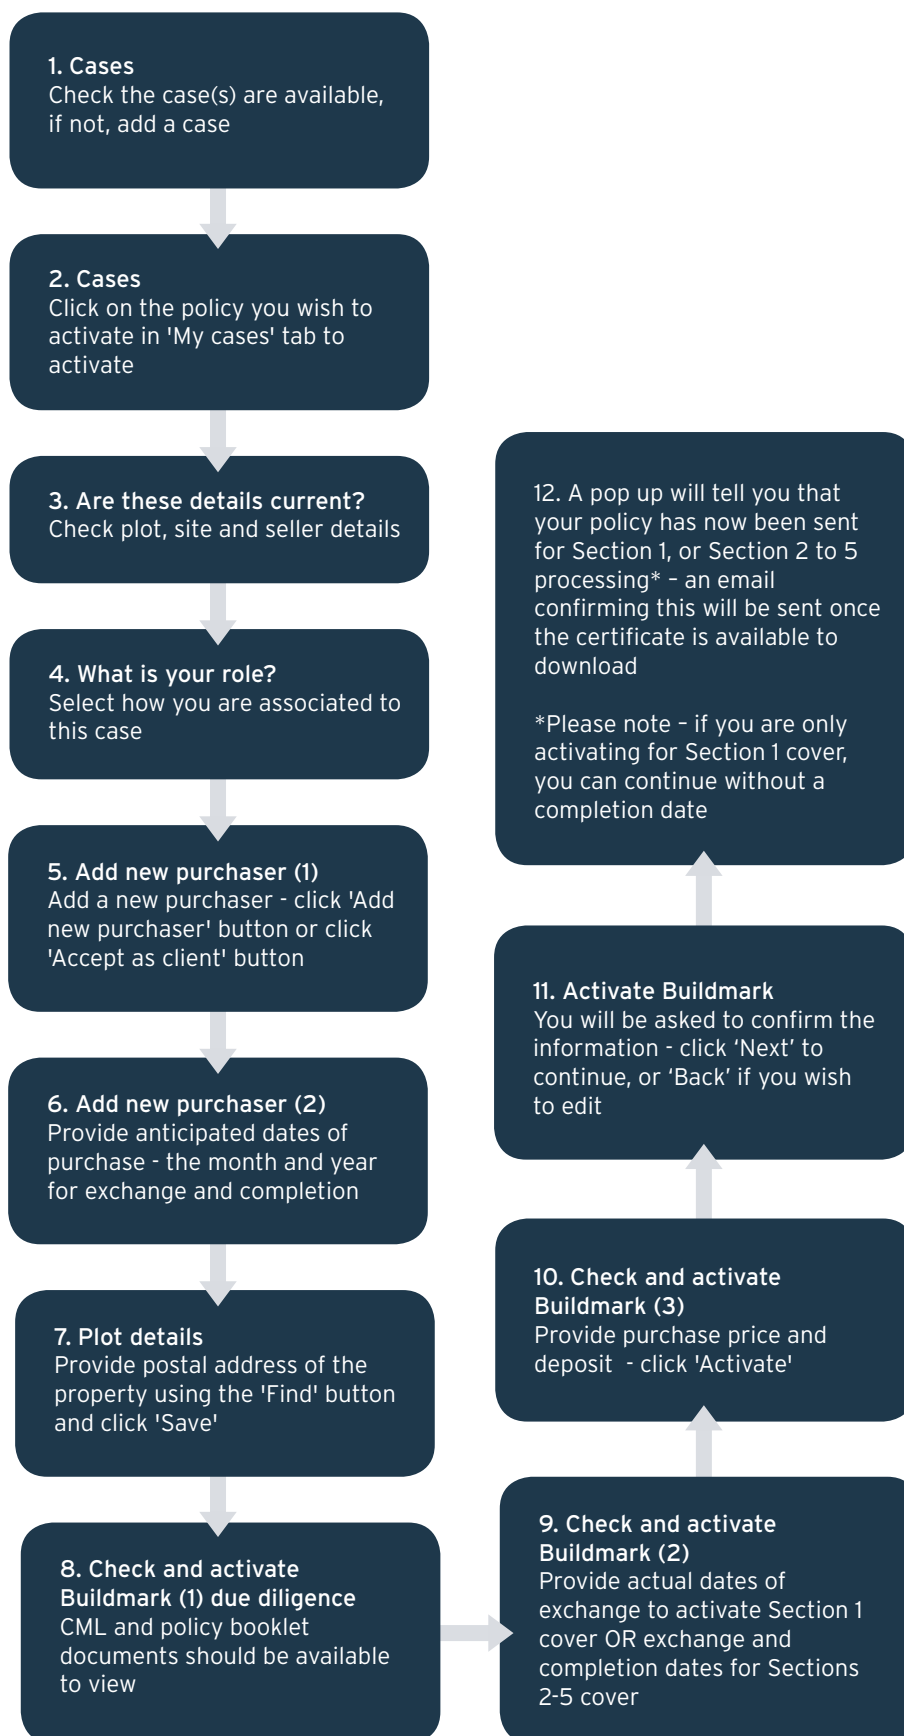 1. Cases
Check the case(s) are available,
if not, add a case
2. Cases
Click on the policy you wish to
activate in 'My cases' tab to
activate
3. Are these details current?
Check plot, site and seller details
4. What is your role?
Select how you are associated to
this case
5. Add new purchaser (1)
Add a new purchaser - click 'Add
new purchaser' button or click
'Accept as client' button
6. Add new purchaser (2)
Provide anticipated dates of
purchase - the month and year
for exchange and completion
7. Plot details
Provide postal address of the
property using the 'Find' button
and click 'Save'
8. Check and activate
Buildmark (1) due diligence
CML and policy booklet
documents should be available
to view
9. Check and activate
Buildmark (2)
Provide actual dates of
exchange to activate Section 1
cover OR exchange and
completion dates for Sections
2-5 cover
10. Check and activate
Buildmark (3)
Provide purchase price and
deposit  - click 'Activate'
11. Activate Buildmark
You will be asked to confirm the
information - click ‘Next’ to
continue, or ‘Back’ if you wish
to edit
12. A pop up will tell you that
your policy has now been sent
for Section 1, or Section 2 to 5
processing* – an email
confirming this will be sent once
the certificate is available to
download
*Please note – if you are only
activating for Section 1 cover,
you can continue without a
completion date